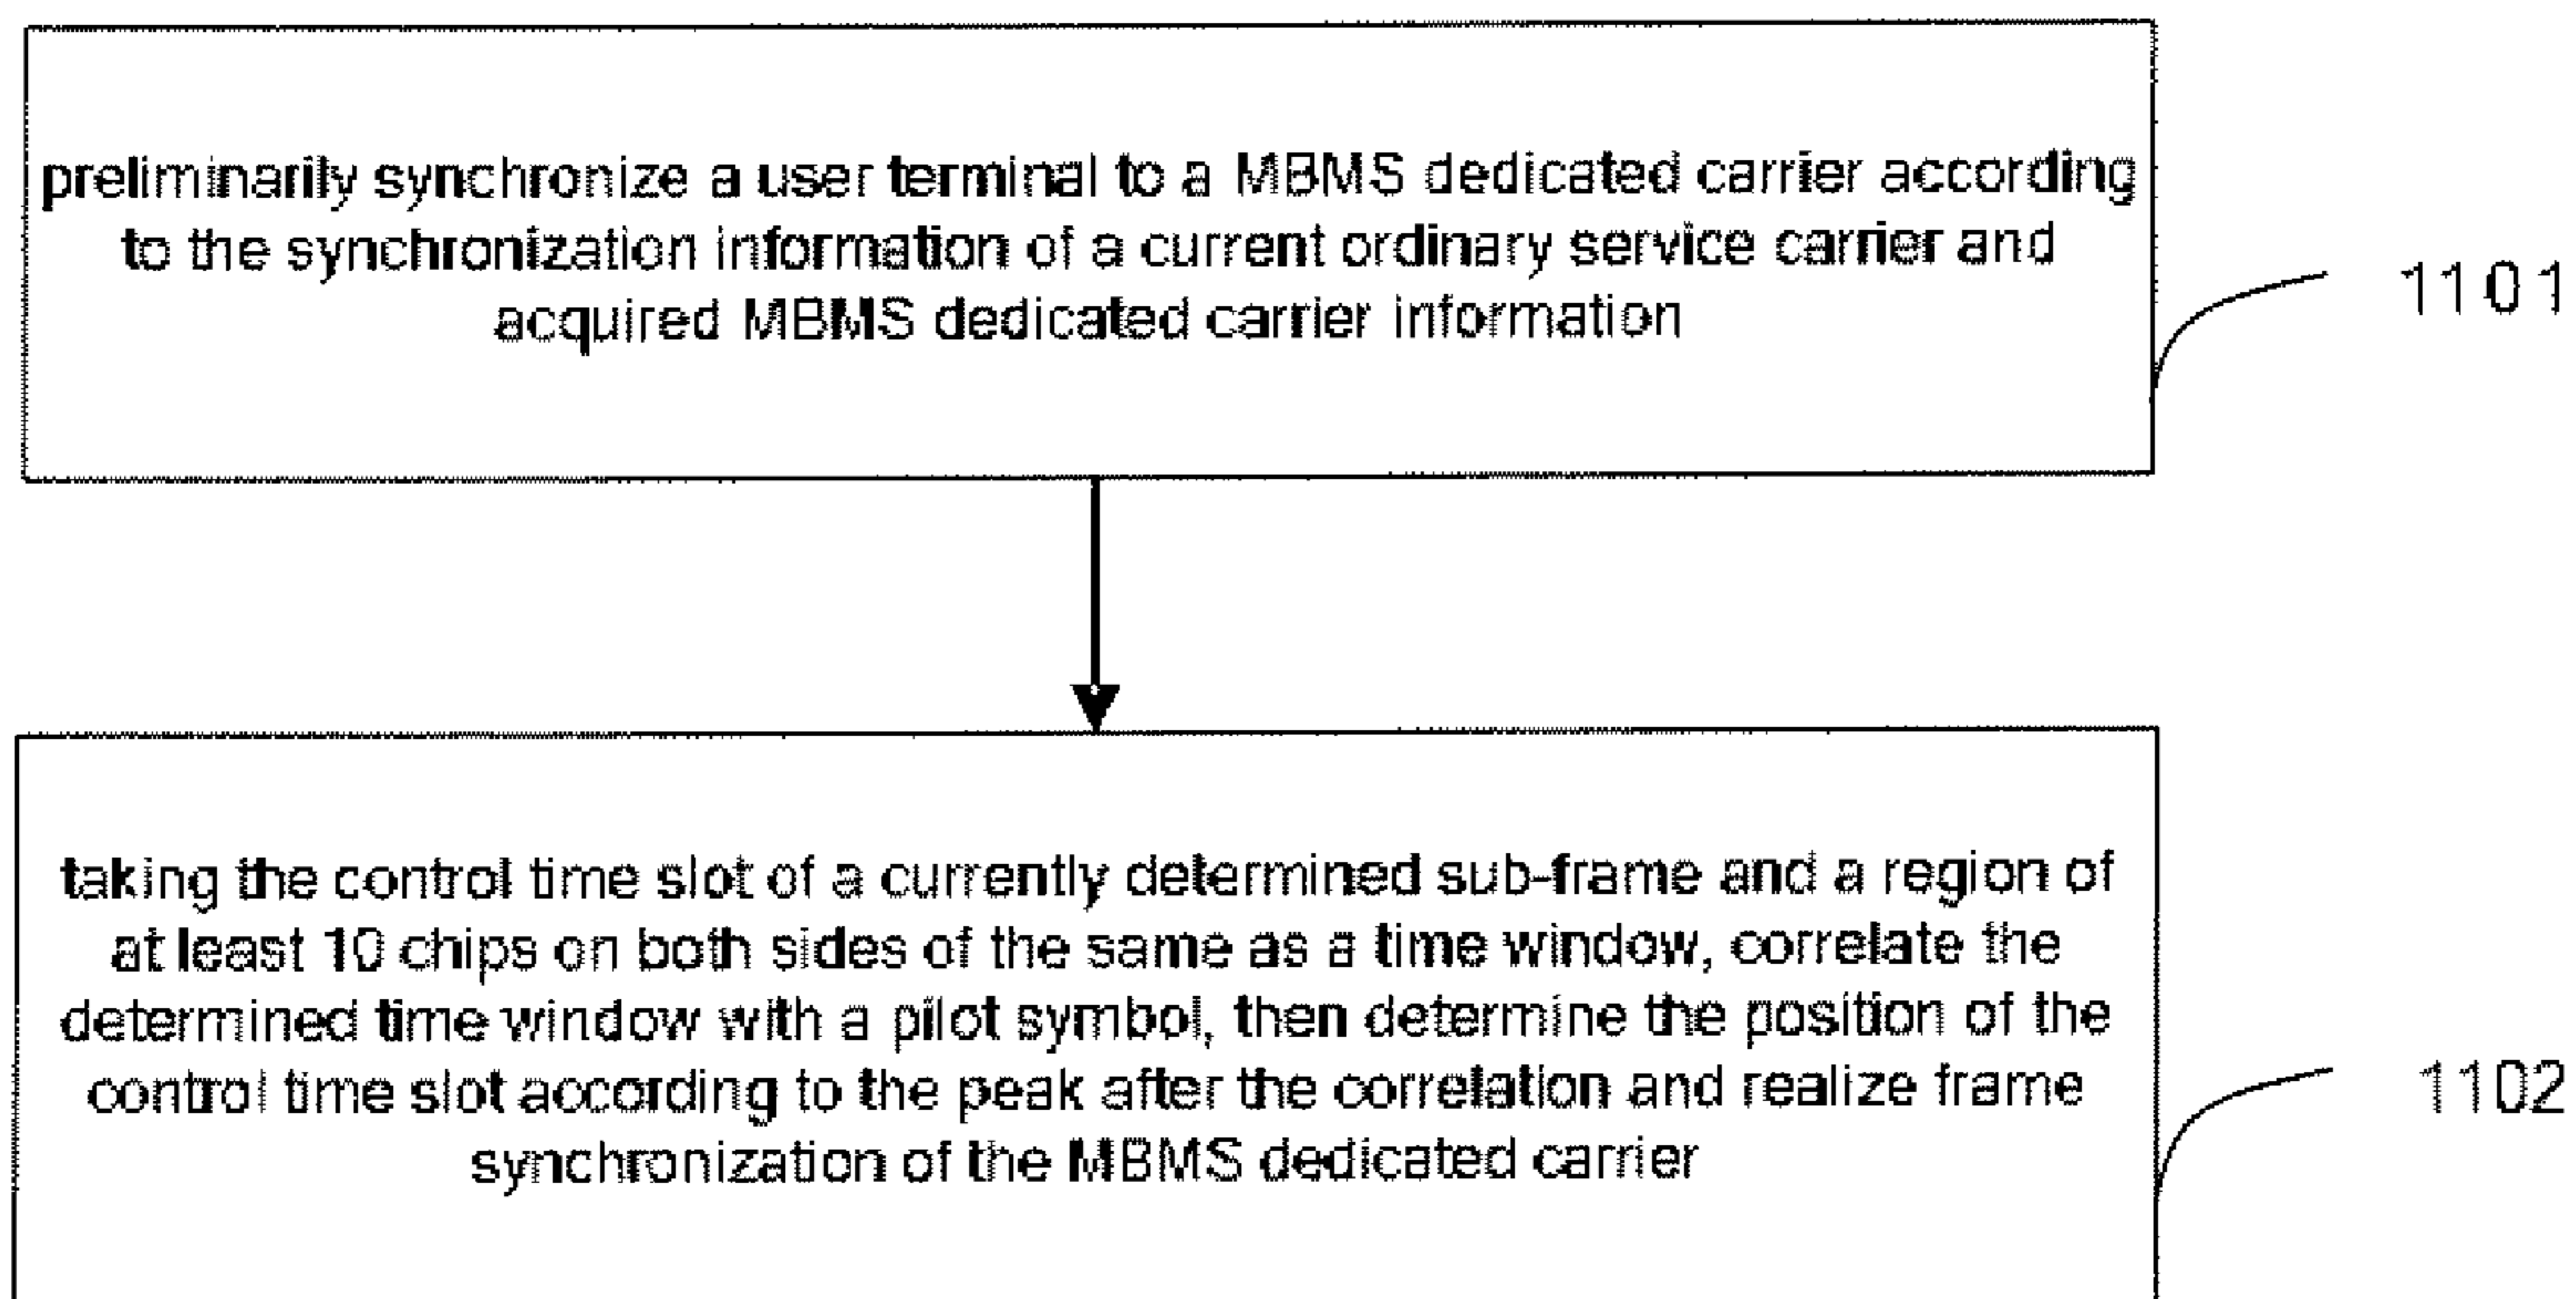 preliminarily synchronize a user terminal to a MBMS dedicated carrier according
to the synchronization information of a current ordinary service carrier and
acquired MBMS dedicated carrier information
1101
taking the control time slot of a currently determined sub-frame and a region of
at least 10 chips on both sides of the same as a time window, correlate the
determined time window with a pilot symbol, then determine the position of the
control time slot according to the peak after the correlation and realize frame
synchronization of the MBMS dedicated carrier
1102